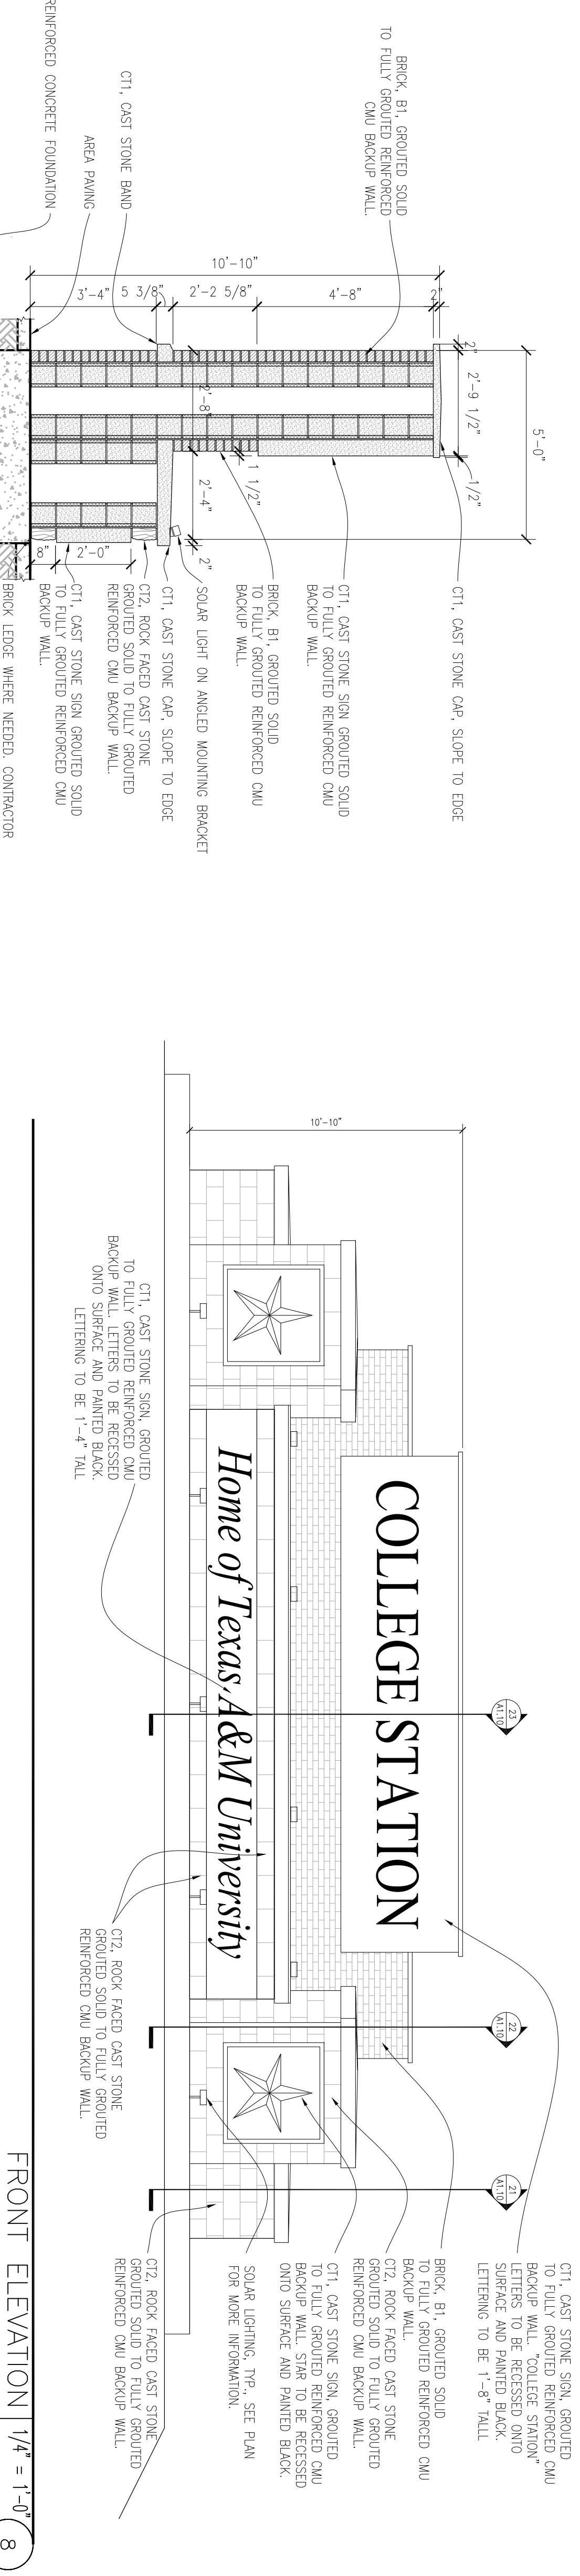 BRICK, B1, GROUTED SOLID
TO FULLY GROUTED REINFORCED
CMU BACKUP WALL.
CT1, CAST STONE BAND
AREA PAVING
REINFORCED CONCRETE FOUNDATION
10'-10"
3'-4"
5 3/8"
2'-2 5/8"
4'-8"
2"
2"
2'-9 1/2"
1/2"
5'-0"
2'-8"
1 1/2"
2'-4"
2"
8"
2'-0"
CT1, CAST STONE CAP, SLOPE TO EDGE
CT1, CAST STONE SIGN GROUTED SOLID
TO FULLY GROUTED REINFORCED CMU
BACKUP WALL.
BRICK, B1, GROUTED SOLID
TO FULLY GROUTED REINFORCED CMU
BACKUP WALL.
SOLAR LIGHT ON ANGLED MOUNTING BRACKET
CT1, CAST STONE CAP, SLOPE TO EDGE
CT2, ROCK FACED CAST STONE
GROUTED SOLID TO FULLY GROUTED
REINFORCED CMU BACKUP WALL.
CT1, CAST STONE SIGN GROUTED SOLID
TO FULLY GROUTED REINFORCED CMU
BACKUP WALL.
BRICK LEDGE WHERE NEEDED. CONTRACTOR
10'-10"
COLLEGE STATION
Home of Texas A&M University
CT1, CAST STONE SIGN, GROUTED
TO FULLY GROUTED REINFORCED CMU
BACKUP WALL. LETTERS TO BE RECESSED
ONTO SURFACE AND PAINTED BLACK.
LETTERING TO BE 1'-4" TALL
23
A1.10
22
A1.10
21
A1.10
CT2, ROCK FACED CAST STONE
GROUTED SOLID TO FULLY GROUTED
REINFORCED CMU BACKUP WALL.
CT1, CAST STONE SIGN, GROUTED
TO FULLY GROUTED REINFORCED CMU
BACKUP WALL. "COLLEGE STATION"
LETTERS TO BE RECESSED ONTO
SURFACE AND PAINTED BLACK.
LETTERING TO BE 1'-8" TALLL
BRICK, B1, GROUTED SOLID
TO FULLY GROUTED REINFORCED CMU
BACKUP WALL.
CT2, ROCK FACED CAST STONE
GROUTED SOLID TO FULLY GROUTED
REINFORCED CMU BACKUP WALL.
CT1, CAST STONE SIGN, GROUTED
TO FULLY GROUTED REINFORCED CMU
BACKUP WALL. STAR TO BE RECESSED
ONTO SURFACE AND PAINTED BLACK.
SOLAR LIGHTING, TYP., SEE PLAN
FOR MORE INFORMATION.
CT2, ROCK FACED CAST STONE
GROUTED SOLID TO FULLY GROUTED
REINFORCED CMU BACKUP WALL.
FRONT ELEVATION 1/4" = 1'-0" 8